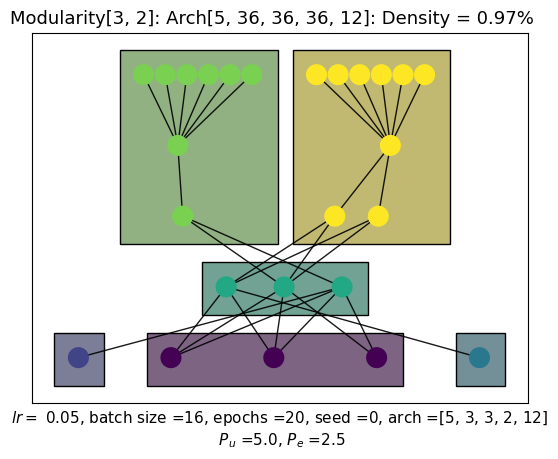 Modularity[3, 2]: Arch[5, 36, 36, 36, 12]: Density = 0.97%
lr = 0.05, batch size =16, epochs =20, seed =0, arch =[5, 3, 3, 2, 12]
P_u =5.0, P_e =2.5